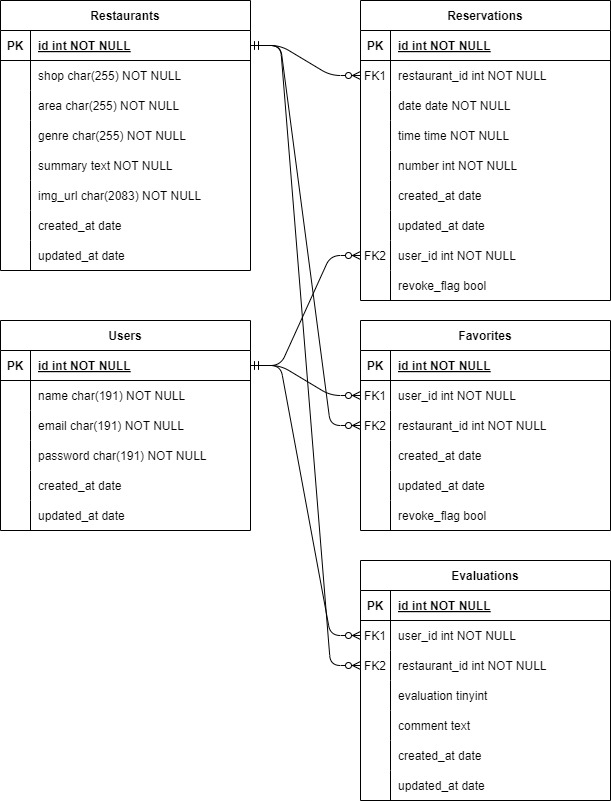 Restaurants
PK id int NOT NULL
shop char(255) NOT NULL
area char(255) NOT NULL
genre char(255) NOT NULL
summary text NOT NULL
img_url char(2083) NOT NULL
created_at date
updated_at date
Reservations
PK id int NOT NULL
FK1 restaurant_id int NOT NULL
date date NOT NULL
time time NOT NULL
number int NOT NULL
created_at date
updated_at date
FK2 user_id int NOT NULL
revoke_flag bool
Users
PK id int NOT NULL
name char(191) NOT NULL
email char(191) NOT NULL
password char(191) NOT NULL
created_at date
updated_at date
Favorites
PK id int NOT NULL
FK1 user_id int NOT NULL
FK2 restaurant_id int NOT NULL
created_at date
updated_at date
revoke_flag bool
Evaluations
PK id int NOT NULL
FK1 user_id int NOT NULL
FK2 restaurant_id int NOT NULL
evaluation tinyint
comment text
created_at date
updated_at date